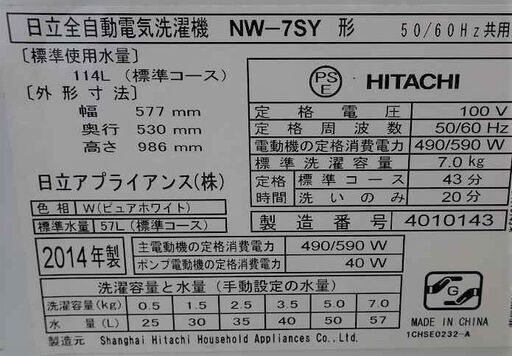 日立全自動電気洗濯機 NW-7SY 形 50/60Hz共用
[標準使用水量]
114L (標準コース)
[外形寸法]
幅 577 mm
奥行 530 mm
高さ 986 mm
日立アプライアンス(株)
色相 W(ピュアホワイト)
標準水量 57L (標準コース)
PSE HITACHI
定格電圧 100 V
定格周波数 50/60 Hz
電動機の定格消費電力 490/590 W
標準洗濯容量 7.0 kg
定格時間 標準コース 43分
洗いのみ 20分
製造番号 4010143
2014年製
主電動機の定格消費電力 490/590 W
ポンプ電動機の定格消費電力 40 W
洗濯容量と水量 (手動設定の水量)
洗濯容量(kg) 0.5 1.5 2.5 3.5 5.0 7.0
水量(L) 25 30 35 40 50 57
製造元 Shanghai Hitachi Household Appliances Co.,Ltd.
G
MADE IN CHINA
1CHSE0232-A